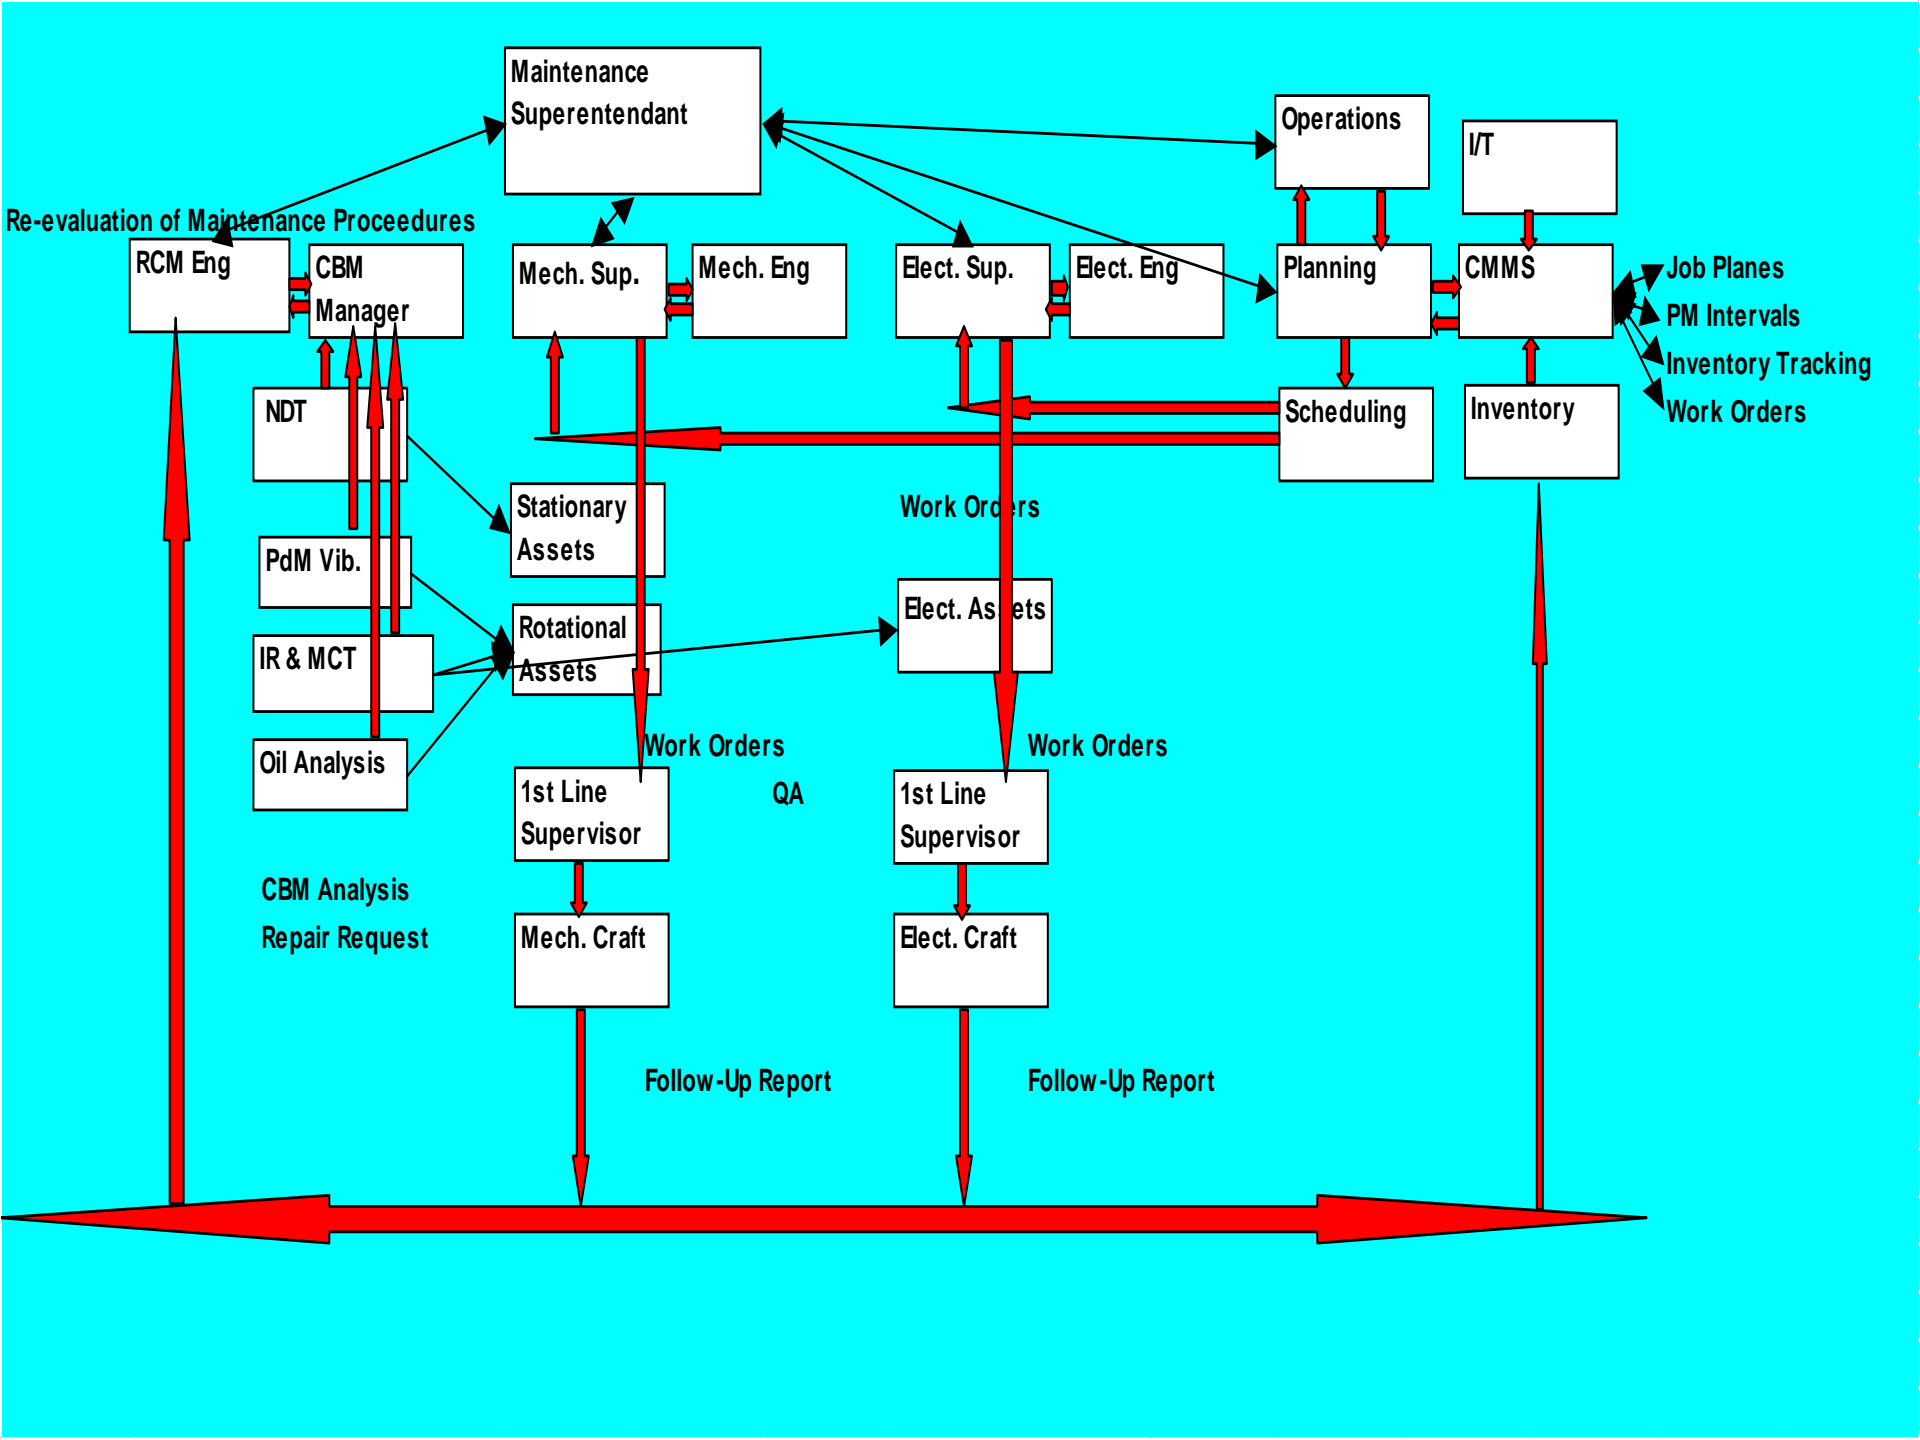 Maintenance
Superentendant
Operations
I/T
Re-evaluation of Maintenance Proceedures
RCM Eng
CBM
Manager
Mech. Sup.
Mech. Eng
Elect. Sup.
Elect. Eng
Planning
CMMS
Job Planes
PM Intervals
Inventory Tracking
Work Orders
NDT
Scheduling
Inventory
Stationary
Assets
Work Orders
PdM Vib.
Rotational
Assets
Elect. Assets
IR & MCT
Oil Analysis
Work Orders
Work Orders
QA
1st Line
Supervisor
1st Line
Supervisor
CBM Analysis
Repair Request
Mech. Craft
Elect. Craft
Follow-Up Report
Follow-Up Report